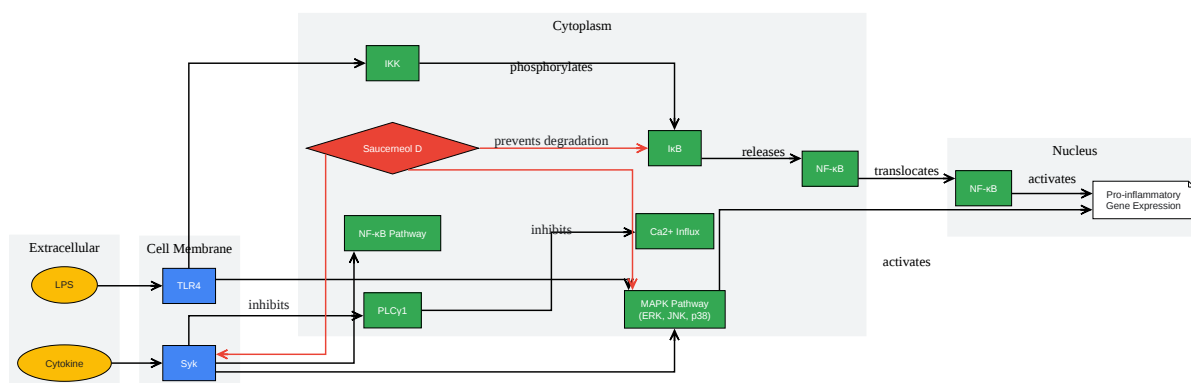 Cytoplasm
IKK
phosphorylates
Saucerneol D
prevents degradation
IκB
releases
NF-κB
translocates
Nucleus
NF-κB
activates
Pro-inflammatory
Gene Expression
NF-κB Pathway
inhibits
Ca2+ Influx
Extracellular
Cell Membrane
LPS
TLR4
inhibits
activates
PLCγ1
MAPK Pathway
(ERK, JNK, p38)
Cytokine
Syk